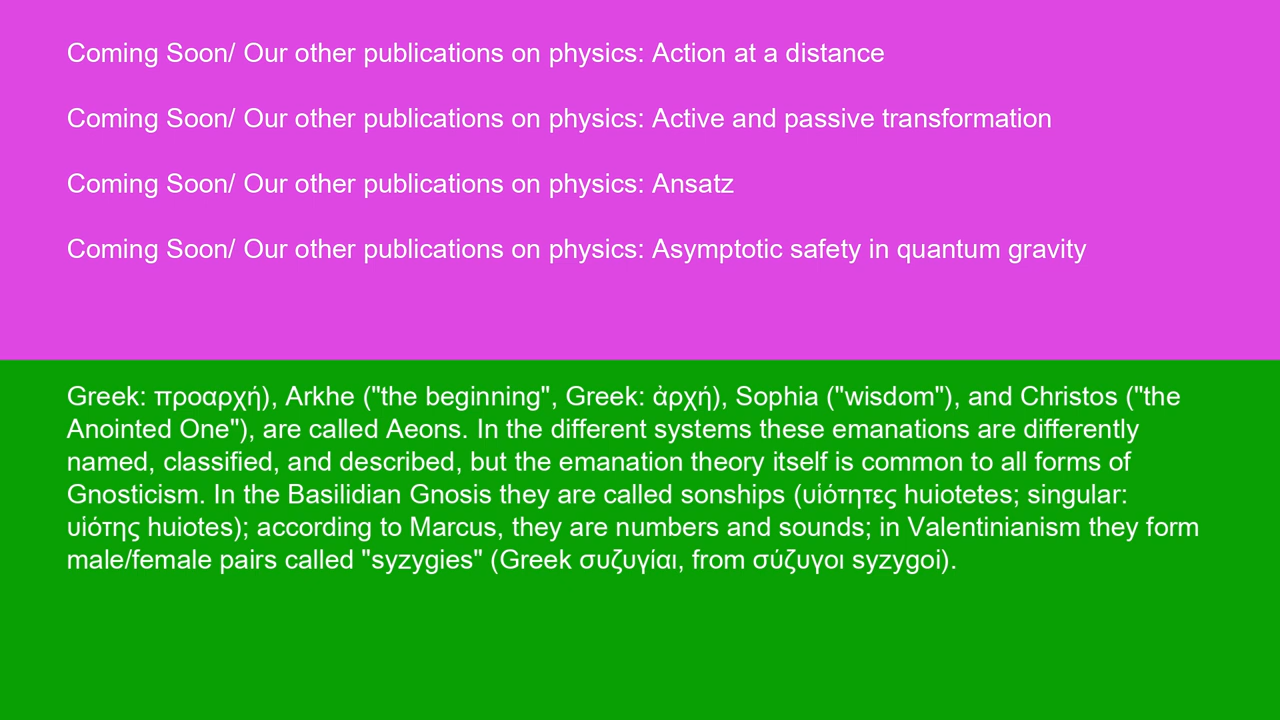 Coming Soon/ Our other publications on physics: Action at a distance
Coming Soon/ Our other publications on physics: Active and passive transformation
Coming Soon/ Our other publications on physics: Ansatz
Coming Soon/ Our other publications on physics: Asymptotic safety in quantum gravity
Greek: προαρχή), Arkhe ("the beginning", Greek: ἀρχή), Sophia ("wisdom"), and Christos ("the
Anointed One"), are called Aeons. In the different systems these emanations are differently
named, classified, and described, but the emanation theory itself is common to all forms of
Gnosticism. In the Basilidian Gnosis they are called sonships (υἱότητες huiotetes; singular:
υἱότης huiotes); according to Marcus, they are numbers and sounds; in Valentinianism they form
male/female pairs called "syzygies" (Greek συζυγίαι, from σύζυγοι syzygoi).